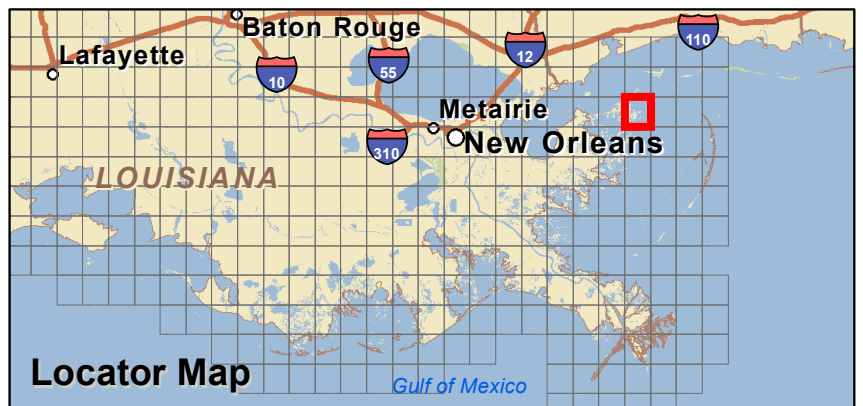 Baton Rouge
110
12
Lafayette
55
10
Metairie
New Orleans
310
LOUISIANA
Locator Map
Gulf of Mexico